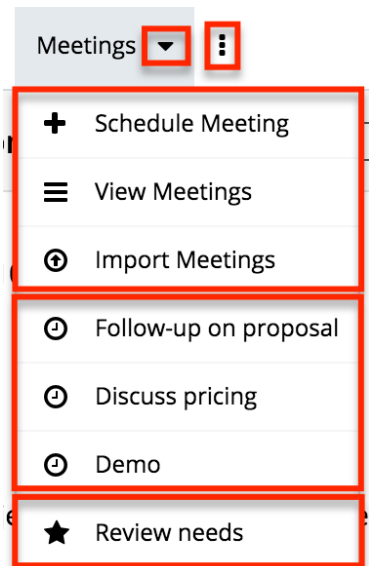 Meetings
Schedule Meeting
View Meetings
Import Meetings
Follow-up on proposal
Discuss pricing
Demo
Review needs